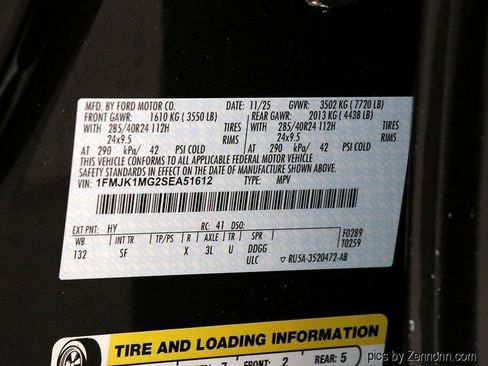 MFD. BY FORD MOTOR CO. DATE: 11/25 GVWR: 3502 KG ( 7720 LB)
FRONT GAWR: 1610 KG ( 3550 LB) REAR GAWR: 2013 KG ( 4438 LB)
WITH 285/40R24 112H TIRES WITH 285/40R24 112H TIRES
24x9.5 RIMS 24x9.5 RIMS
AT 290 kPa/ 42 PSI COLD AT 290 kPa/ 42 PSI COLD
THIS VEHICLE CONFORMS TO ALL APPLICABLE FEDERAL MOTOR VEHICLE
SAFETY STANDARDS IN EFFECT ON THE DATE OF MANUFACTURE SHOWN ABOVE.
VIN: 1FMJK1MG2SEA51612 TYPE: MPV
EXT PNT: HY RC: 41 DSO: F0289
WB INT TR TP/PS R AXLE TR SPR T0259
132 SF X 3L U DDGG
ULC RU5A-3520472-AB
TIRE AND LOADING INFORMATION
7 FRONT: 2 REAR: 5
pics by Zenndnn.com